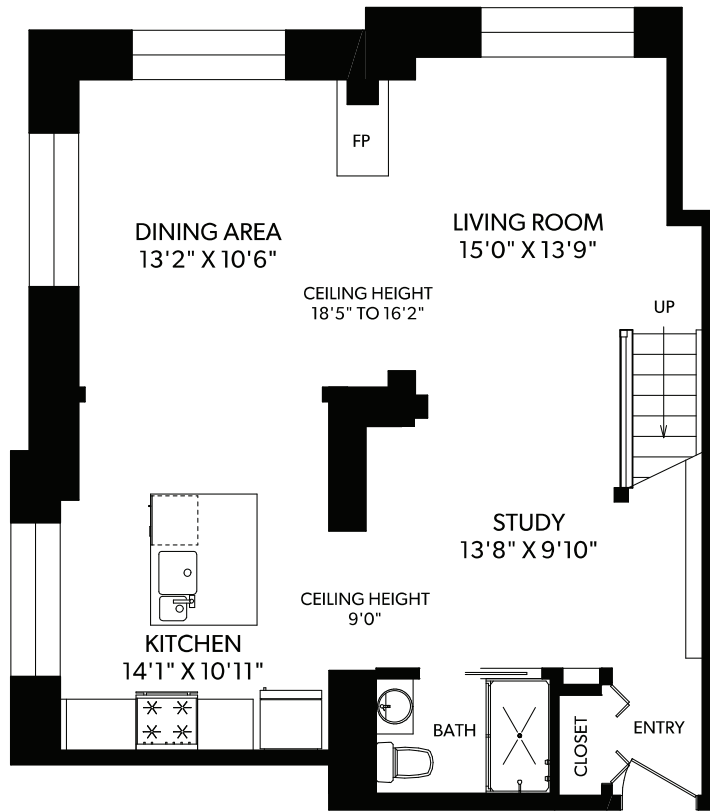 FP
DINING AREA
13'2" X 10'6"
LIVING ROOM
15'0" X 13'9"
CEILING HEIGHT
18'5" TO 16'2"
UP
STUDY
13'8" X 9'10"
CEILING HEIGHT
9'0"
KITCHEN
14'1" X 10'11"
BATH
CLOSET
ENTRY